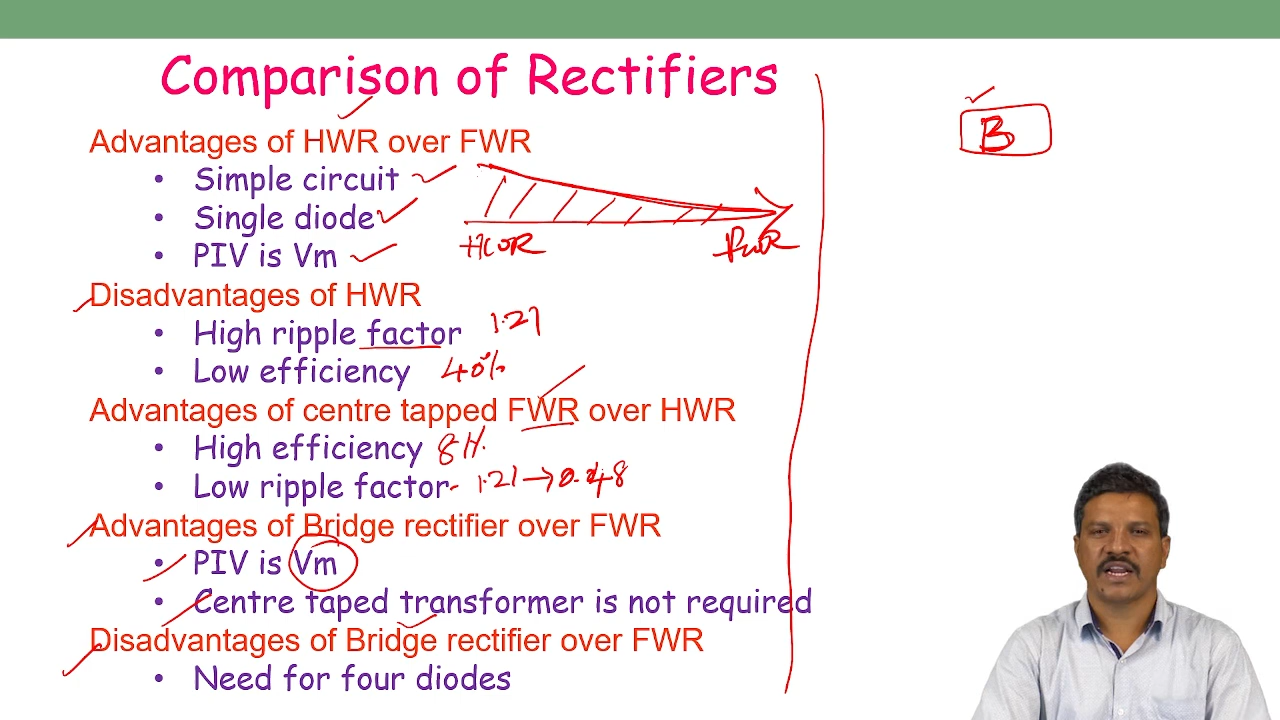 Comparison of Rectifiers
B
Advantages of HWR over FWR
• Simple circuit
• Single diode
• PIV is Vm
HWR FWR
Disadvantages of HWR
• High ripple factor 1.21
• Low efficiency 40%
Advantages of centre tapped FWR over HWR
• High efficiency 81.
• Low ripple factor 1.21 → 0.48
Advantages of Bridge rectifier over FWR
• PIV is Vm
• Centre taped transformer is not required
Disadvantages of Bridge rectifier over FWR
• Need for four diodes